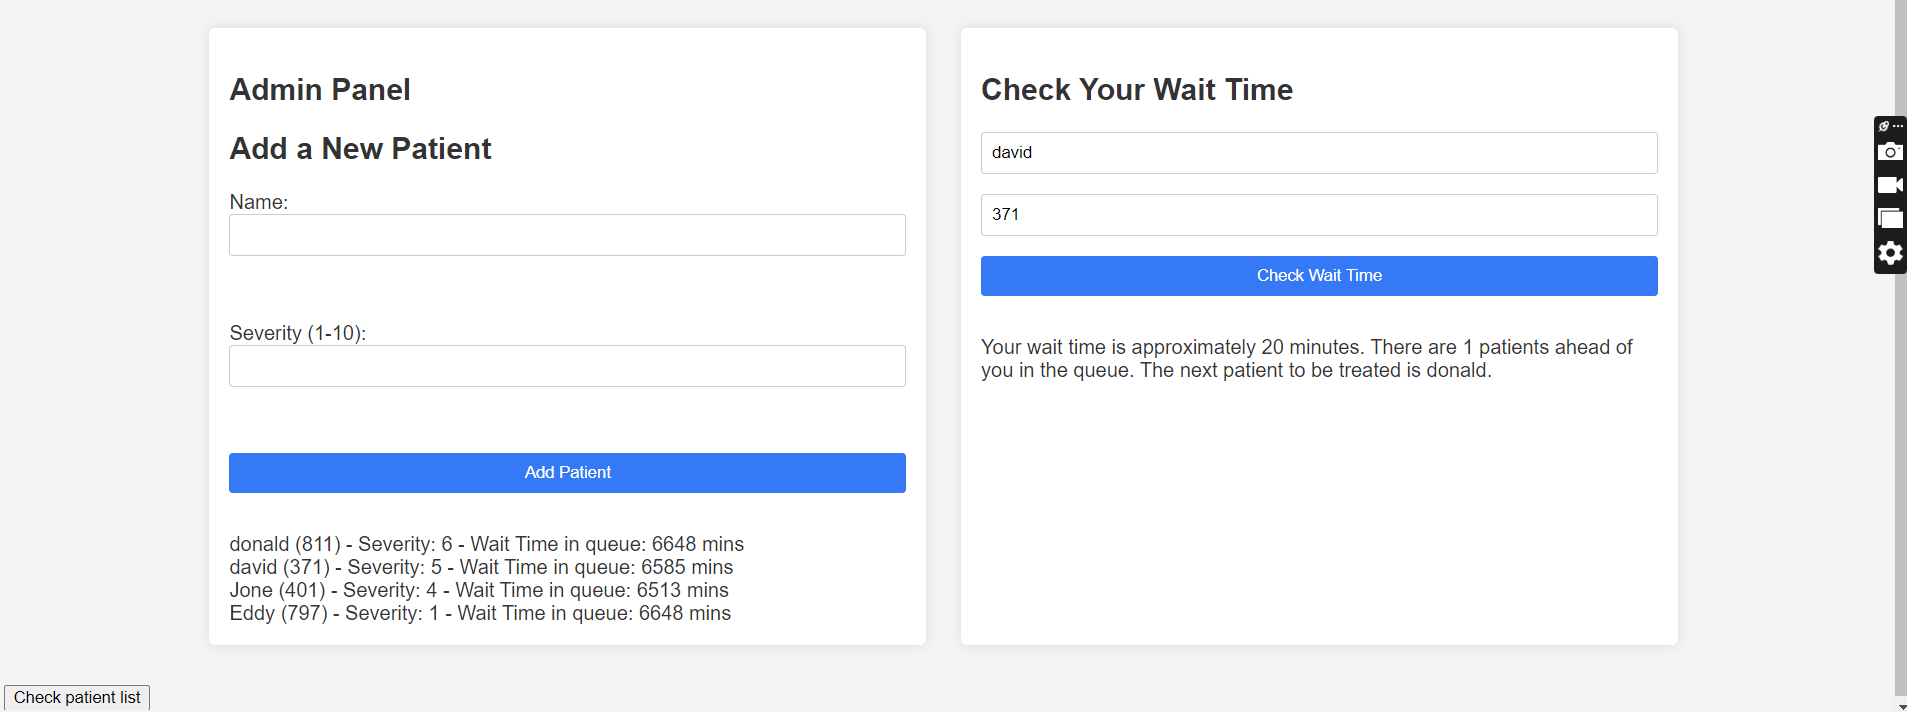 Admin Panel
Add a New Patient
Name:
Severity (1-10):
Add Patient
donald (811) - Severity: 6 - Wait Time in queue: 6648 mins
david (371) - Severity: 5 - Wait Time in queue: 6585 mins
Jone (401) - Severity: 4 - Wait Time in queue: 6513 mins
Eddy (797) - Severity: 1 - Wait Time in queue: 6648 mins
Check Your Wait Time
david
371
Check Wait Time
Your wait time is approximately 20 minutes. There are 1 patients ahead of
you in the queue. The next patient to be treated is donald.
Check patient list